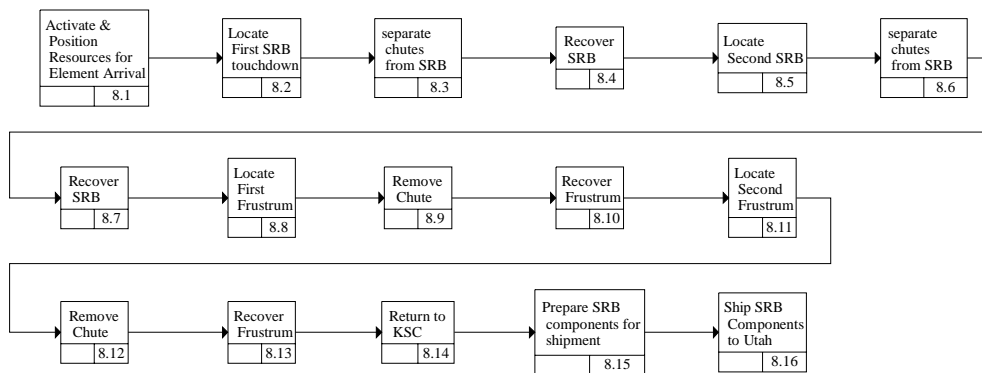 Activate &
Position
Resources for
Element Arrival
8.1
Locate
First SRB
touchdown
8.2
separate
chutes
from SRB
8.3
Recover
SRB
8.4
Locate
Second SRB
8.5
separate
chutes
from SRB
8.6
Recover
SRB
8.7
Locate
First
Frustrum
8.8
Remove
Chute
8.9
Recover
Frustrum
8.10
Locate
Second
Frustrum
8.11
Remove
Chute
8.12
Recover
Frustrum
8.13
Return to
KSC
8.14
Prepare SRB
components for
shipment
8.15
Ship SRB
Components
to Utah
8.16